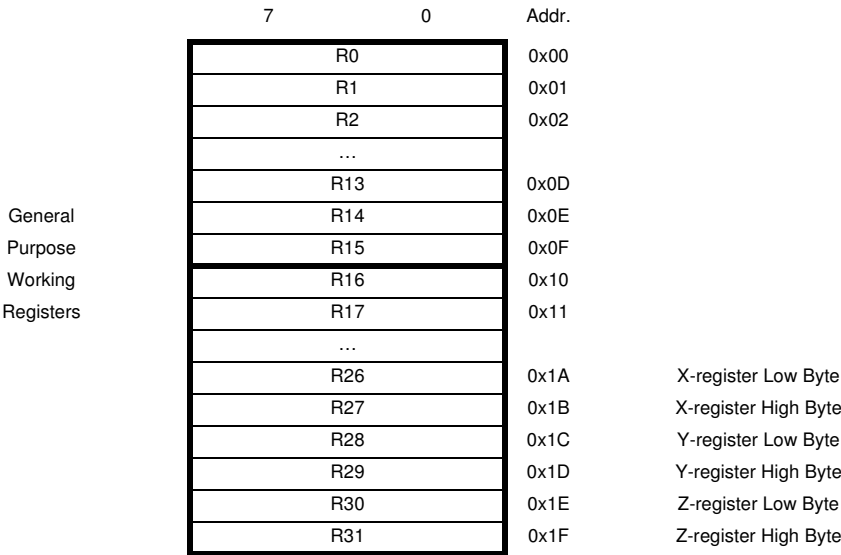 7 0 Addr.
R0 0x00
R1 0x01
R2 0x02
…
R13 0x0D
General R14 0x0E
Purpose R15 0x0F
Working R16 0x10
Registers R17 0x11
…
R26 0x1A X-register Low Byte
R27 0x1B X-register High Byte
R28 0x1C Y-register Low Byte
R29 0x1D Y-register High Byte
R30 0x1E Z-register Low Byte
R31 0x1F Z-register High Byte